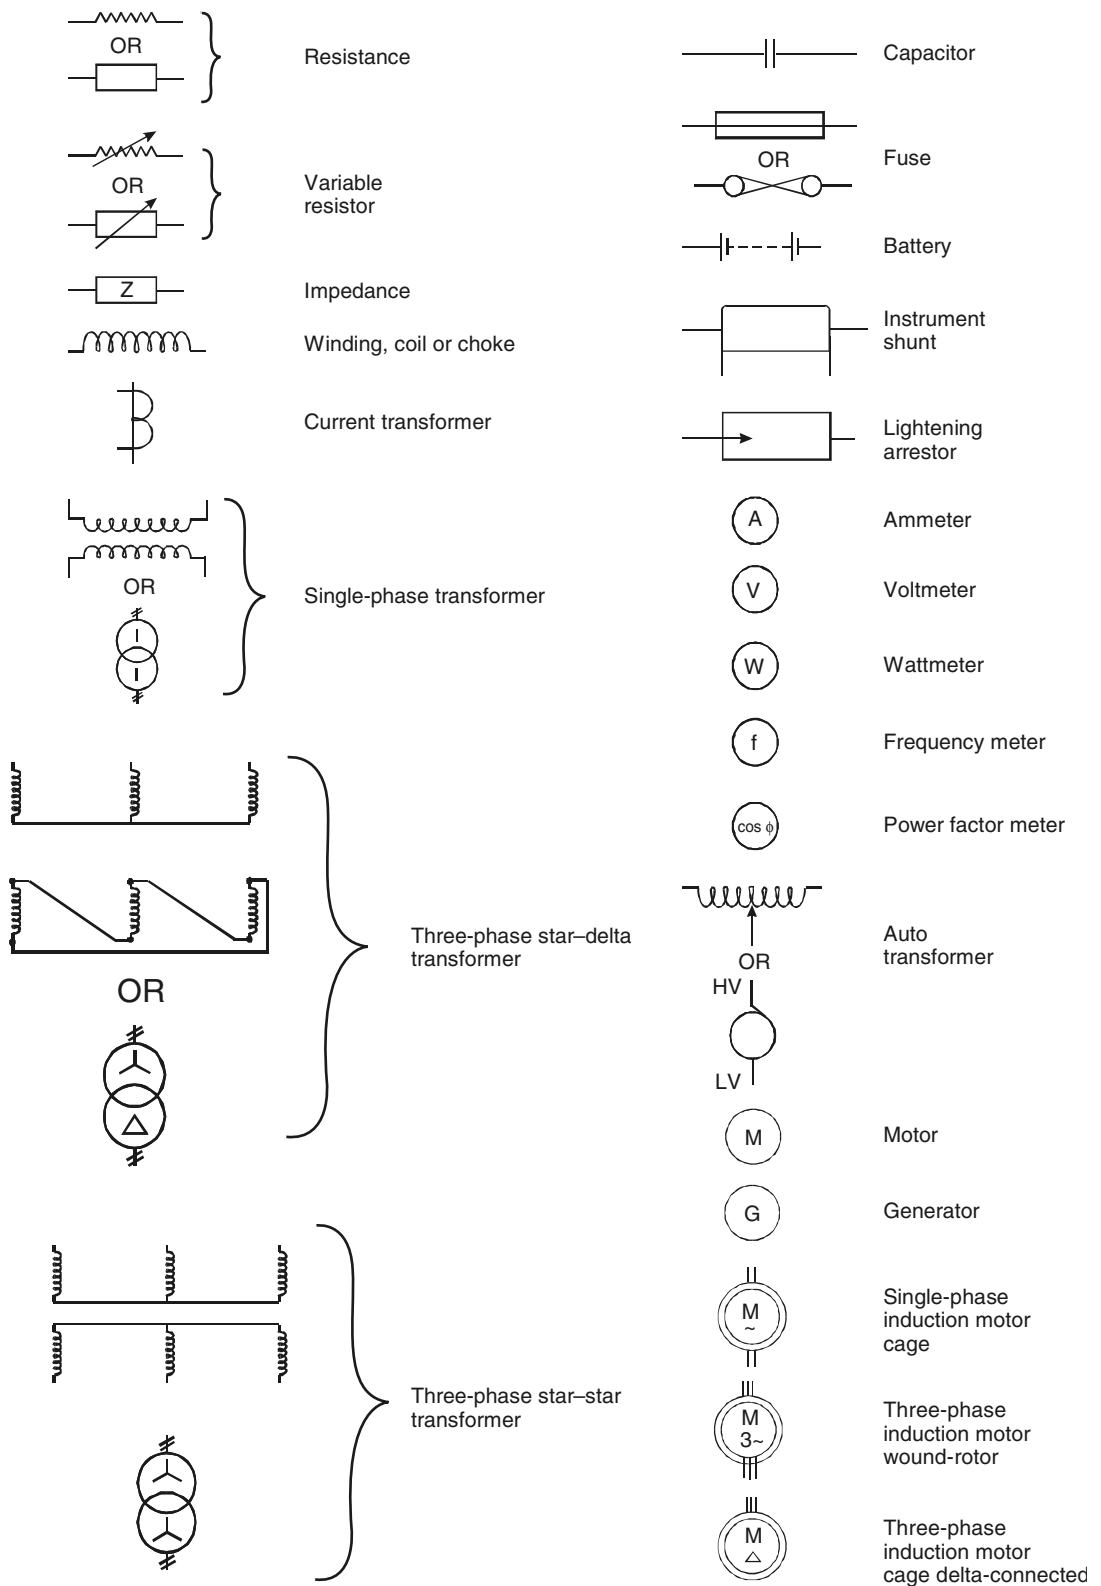 OR
Resistance
OR
Variable
resistor
Z
Impedance
Winding, coil or choke
Current transformer
OR
Single-phase transformer
Three-phase star–delta
transformer
OR
Three-phase star–star
transformer
Capacitor
OR
Fuse
Battery
Instrument
shunt
Lightening
arrestor
A
Ammeter
V
Voltmeter
W
Wattmeter
f
Frequency meter
cos ϕ
Power factor meter
Auto
transformer
OR
HV
LV
M
Motor
G
Generator
M
~
Single-phase
induction motor
cage
M
3~
Three-phase
induction motor
wound-rotor
M
Three-phase
induction motor
cage delta-connected